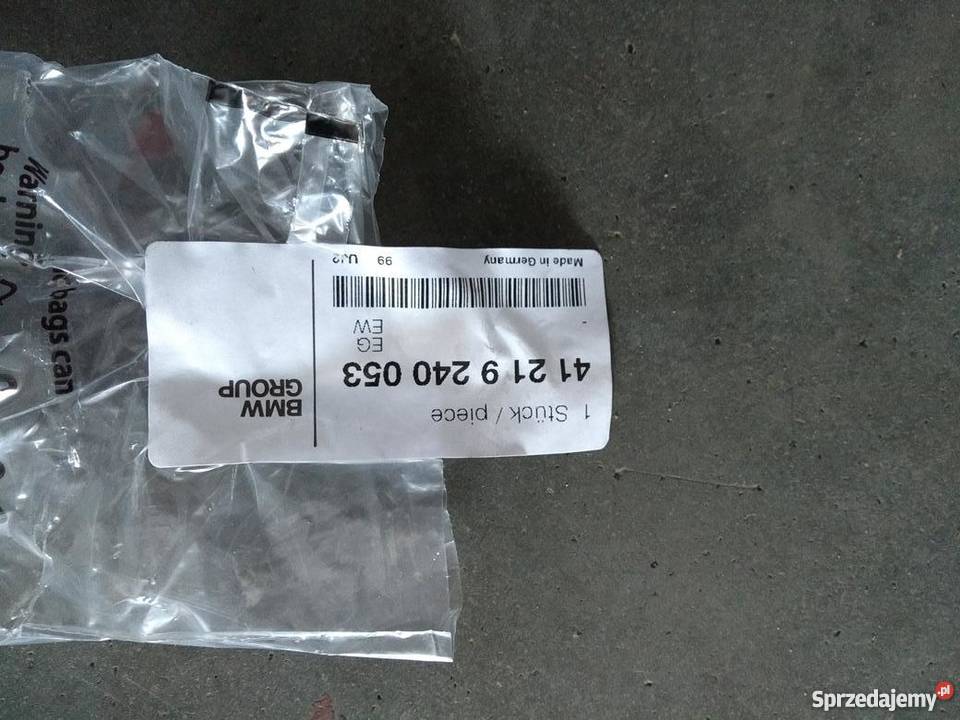 1 Stück / piece
41 21 9 240 053
EG
EW
-
Made in Germany 99 UJ2
BMW
GROUP
Warning
bags can
Sprzedajemy.pl